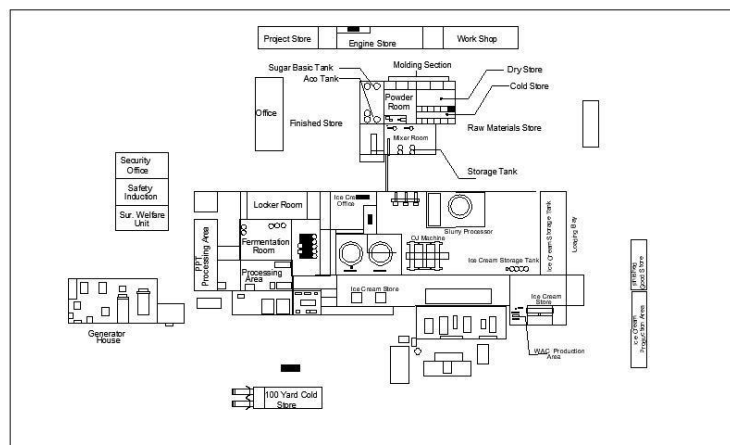 Project Store
Engine Store
Work Shop
Sugar Basic Tank
Aco Tank
Molding Section
Dry Store
Cold Store
Powder
Room
Office
Finished Store
Mixer Room
Raw Materials Store
Storage Tank
Security
Office
Safety
Induction
Sur. Welfare
Unit
Locker Room
Ice Cre
Office
Slurry Processor
Ice Cream Storage Tank
Loaging Bay
PPT
Processing Area
Fermentation
Room
OJ Machine
Ice Cream Storage Tank
Processing
Area
Ice Cream Store
Ice Cream
Store
good Store
Ice Cream
Production Area
WAC Production
Area
Generator
House
100 Yard Cold
Store